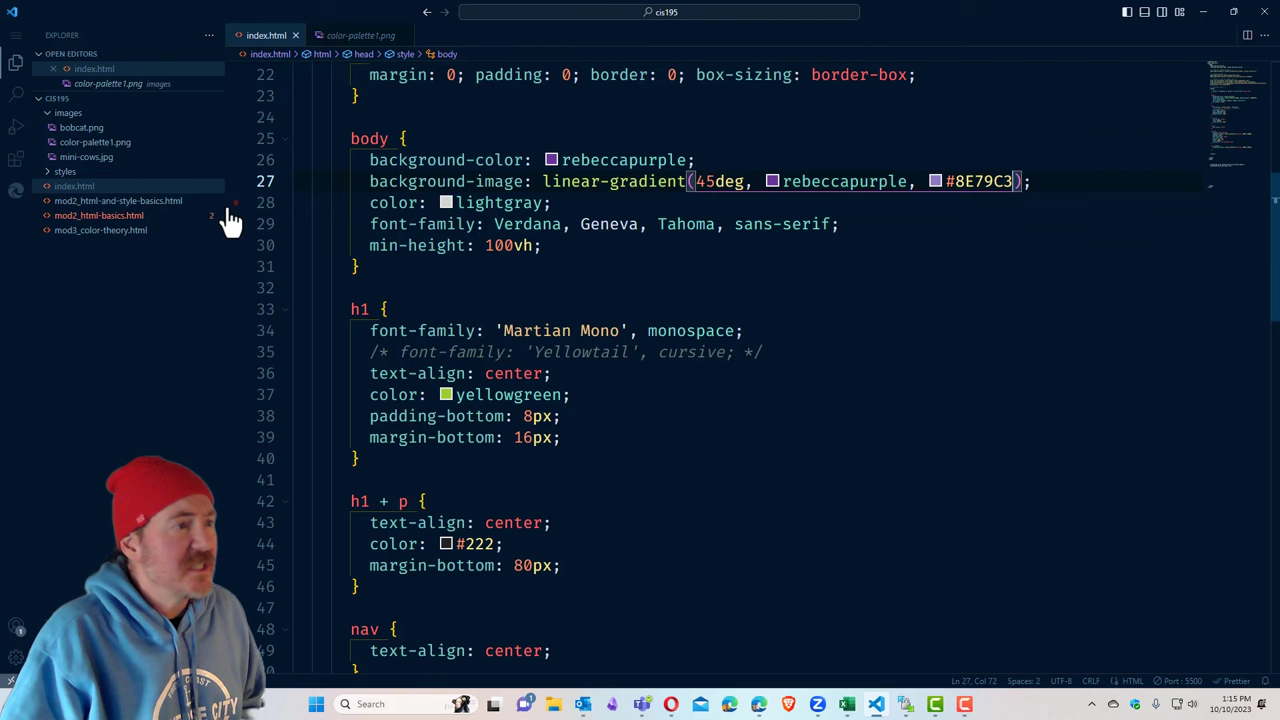 cis195
EXPLORER
index.html
color-palette1.png
OPEN EDITORS
index.html > html > head > style > body
index.html
color-palette1.png images
CIS195
images
bobcat.png
color-palette1.png
mini-cows.jpg
styles
index.html
mod2_html-and-style-basics.html
mod2_html-basics.html 2
mod3_color-theory.html
22 margin: 0; padding: 0; border: 0; box-sizing: border-box;
23 }
24
25 body {
26 background-color: rebeccapurple;
27 background-image: linear-gradient(45deg, rebeccapurple, #8E79C3);
28 color: lightgray;
29 font-family: Verdana, Geneva, Tahoma, sans-serif;
30 min-height: 100vh;
31 }
32
33 h1 {
34 font-family: 'Martian Mono', monospace;
35 /* font-family: 'Yellowtail', cursive; */
36 text-align: center;
37 color: yellowgreen;
38 padding-bottom: 8px;
39 margin-bottom: 16px;
40 }
41
42 h1 + p {
43 text-align: center;
44 color: #222;
45 margin-bottom: 80px;
46 }
47
48 nav {
49 text-align: center;
Ln 27, Col 72 Spaces: 2 UTF-8 CRLF HTML Port : 5500 Prettier
Search
1:15 PM
10/10/2023